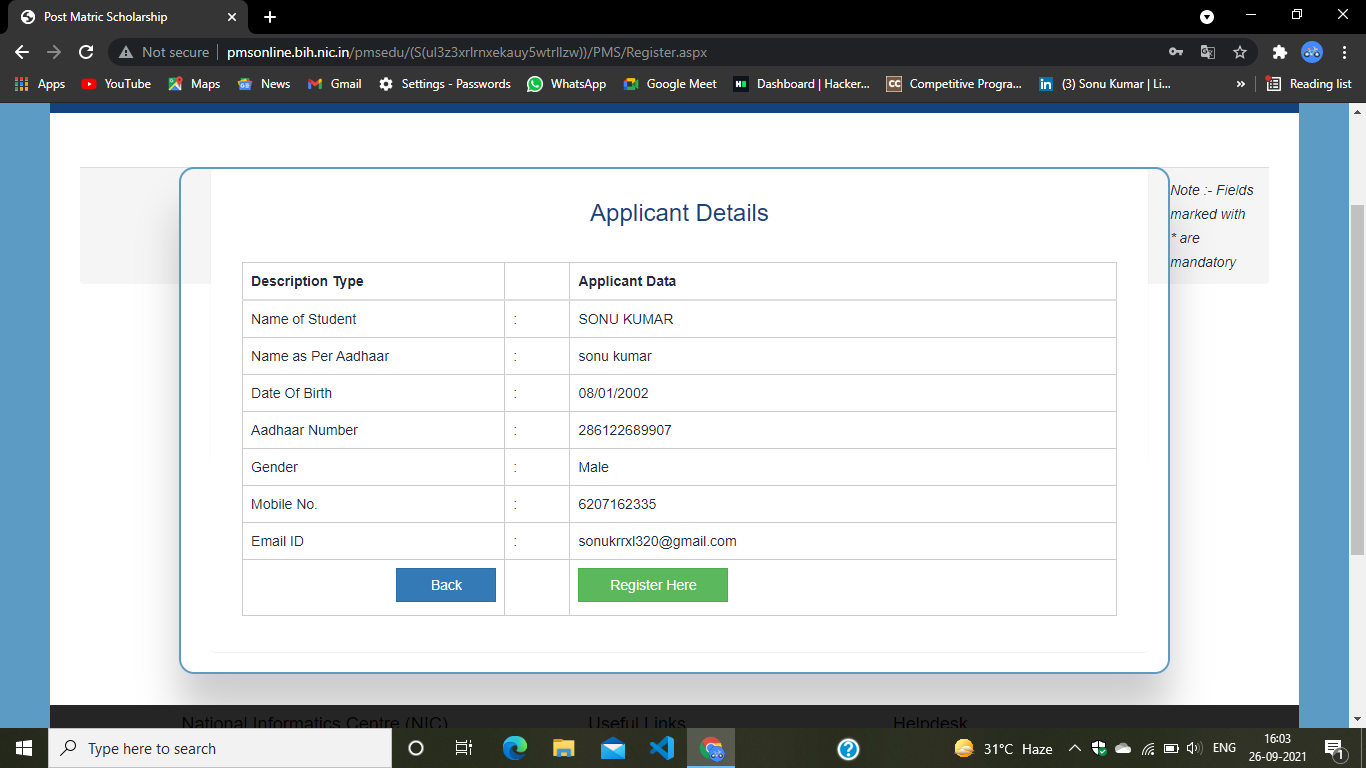 Post Matric Scholarship
Not secure | pmsonline.bih.nic.in/pmsedu/(S(ul3z3xrlrnxekauy5wtrllzw))/PMS/Register.aspx
Apps YouTube Maps News Gmail Settings - Passwords WhatsApp Google Meet Dashboard | Hacker... Competitive Progra... (3) Sonu Kumar | Li... » Reading list
Note :- Fields
marked with
* are
mandatory
Applicant Details
Description Type Applicant Data
Name of Student : SONU KUMAR
Name as Per Aadhaar : sonu kumar
Date Of Birth : 08/01/2002
Aadhaar Number : 286122689907
Gender : Male
Mobile No. : 6207162335
Email ID : sonukrrxl320@gmail.com
Back Register Here
National Informatics Centre (NIC) Useful Links Helpdesk
Type here to search
31°C Haze
ENG
16:03
26-09-2021
1